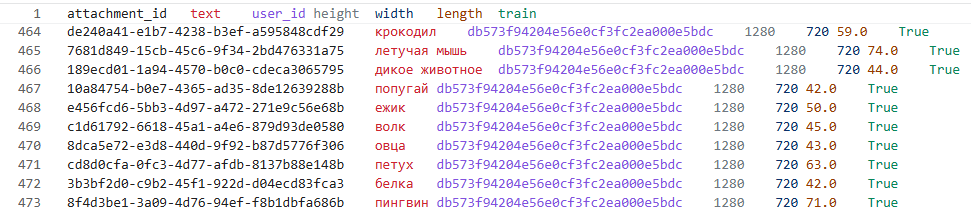 1 attachment_id text user_id height width length train
464 de240a41-e1b7-4238-b3ef-a595848cdf29 крокодил db573f94204e56e0cf3fc2ea000e5bdc 1280 720 59.0 True
465 7681d849-15cb-45c6-9f34-2bd476331a75 летучая мышь db573f94204e56e0cf3fc2ea000e5bdc 1280 720 74.0 True
466 189ecd01-1a94-4570-b0c0-cdeca3065795 дикое животное db573f94204e56e0cf3fc2ea000e5bdc 1280 720 44.0 True
467 10a84754-b0e7-4365-ad35-8de12639288b попугай db573f94204e56e0cf3fc2ea000e5bdc 1280 720 42.0 True
468 e456fcd6-5bb3-4d97-a472-271e9c56e68b ежик db573f94204e56e0cf3fc2ea000e5bdc 1280 720 50.0 True
469 c1d61792-6618-45a1-a4e6-879d93de0580 волк db573f94204e56e0cf3fc2ea000e5bdc 1280 720 45.0 True
470 8dca5e72-e3d8-440d-9f92-b87d5776f306 овца db573f94204e56e0cf3fc2ea000e5bdc 1280 720 43.0 True
471 cd8d0cfa-0fc3-4d77-afdb-8137b88e148b петух db573f94204e56e0cf3fc2ea000e5bdc 1280 720 63.0 True
472 3b3bf2d0-c9b2-45f1-922d-d04ecd83fca3 белка db573f94204e56e0cf3fc2ea000e5bdc 1280 720 42.0 True
473 8f4d3be1-3a09-4d76-94ef-f8b1dbfa686b пингвин db573f94204e56e0cf3fc2ea000e5bdc 1280 720 71.0 True